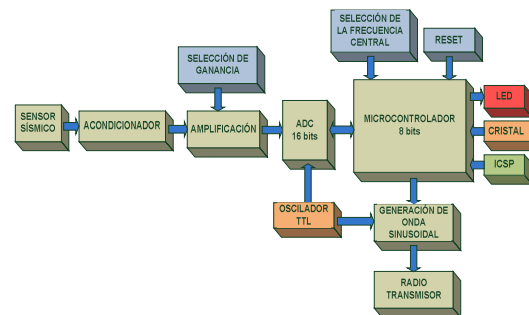 SELECCIÓN DE
LA FRECUENCIA
CENTRAL
RESET
SELECCIÓN DE
GANANCIA
SENSOR
SÍSMICO
ACONDICIONADOR
AMPLIFICACIÓN
ADC
16 bits
MICROCONTROLADOR
8 bits
LED
CRISTAL
ICSP
OSCILADOR
TTL
GENERACIÓN DE
ONDA
SINUSOIDAL
RADIO
TRANSMISOR